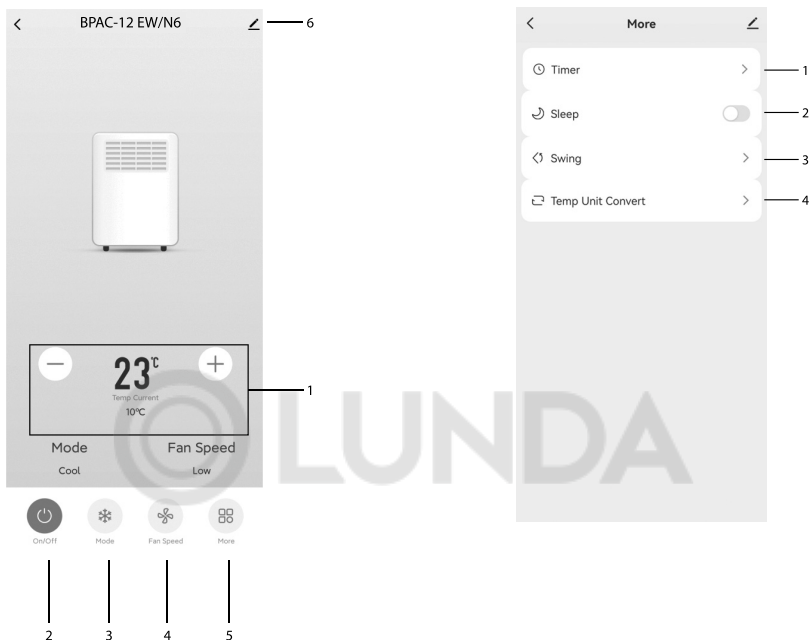 BPAC-12 EW/N6
6
23℃
Temp Current
10℃
1
Mode
Fan Speed
Cool
Low
On/Off
Mode
Fan Speed
More
2
3
4
5
More
Timer
1
Sleep
2
Swing
3
Temp Unit Convert
4
LUNDA